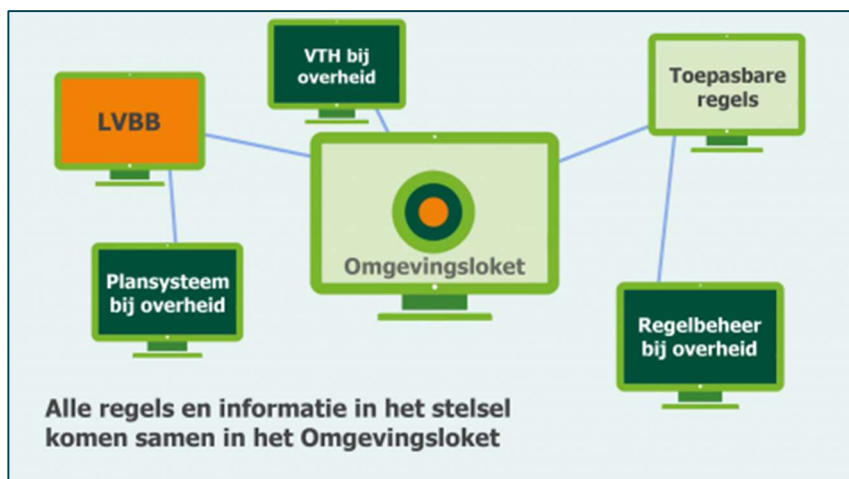 VTH bij
overheid
LVBB
Toepasbare
regels
Omgevingsloket
Plansysteem
bij overheid
Regelbeheer
bij overheid
Alle regels en informatie in het stelsel
komen samen in het Omgevingsloket